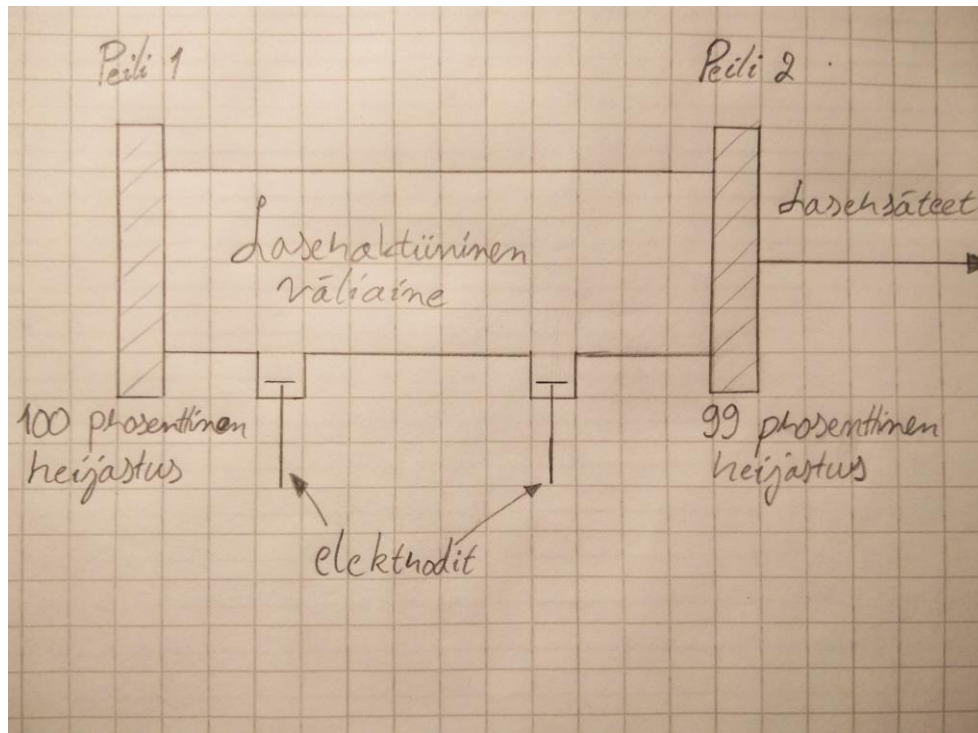 Peili 1
Peili 2
Laseraktiivinen
väliaine
Lasersäteet
100 prosenttinen
heijastus
99 prosenttinen
heijastus
elektrodit